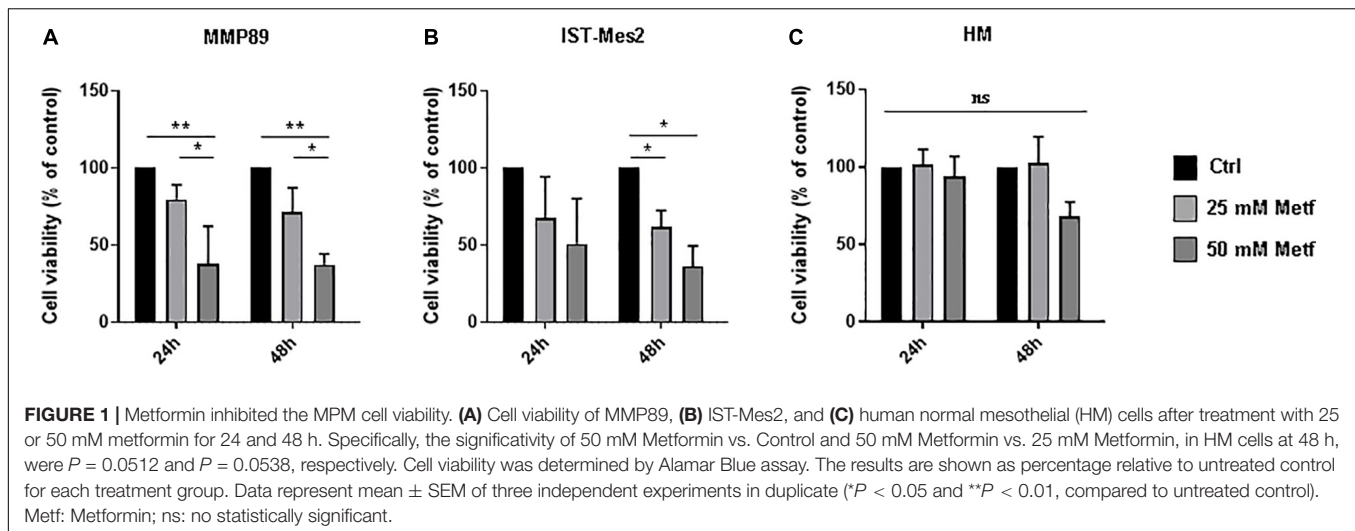 A
MMP89
Cell viability (% of control)
150
100
50
0
**
*
**
*
24h
48h
B
IST-Mes2
Cell viability (% of control)
150
100
50
0
*
*
24h
48h
C
HM
Cell viability (% of control)
150
100
50
0
ns
24h
48h
Ctrl
25 mM Metf
50 mM Metf
FIGURE 1 | Metformin inhibited the MPM cell viability. (A) Cell viability of MMP89, (B) IST-Mes2, and (C) human normal mesothelial (HM) cells after treatment with 25
or 50 mM metformin for 24 and 48 h. Specifically, the significativity of 50 mM Metformin vs. Control and 50 mM Metformin vs. 25 mM Metformin, in HM cells at 48 h,
were P = 0.0512 and P = 0.0538, respectively. Cell viability was determined by Alamar Blue assay. The results are shown as percentage relative to untreated control
for each treatment group. Data represent mean ± SEM of three independent experiments in duplicate (*P < 0.05 and **P < 0.01, compared to untreated control).
Metf: Metformin; ns: no statistically significant.